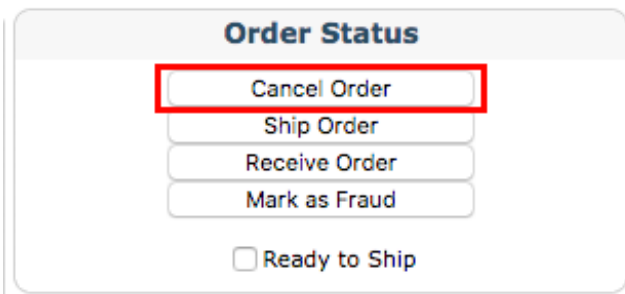 Order Status
Cancel Order
Ship Order
Receive Order
Mark as Fraud
Ready to Ship